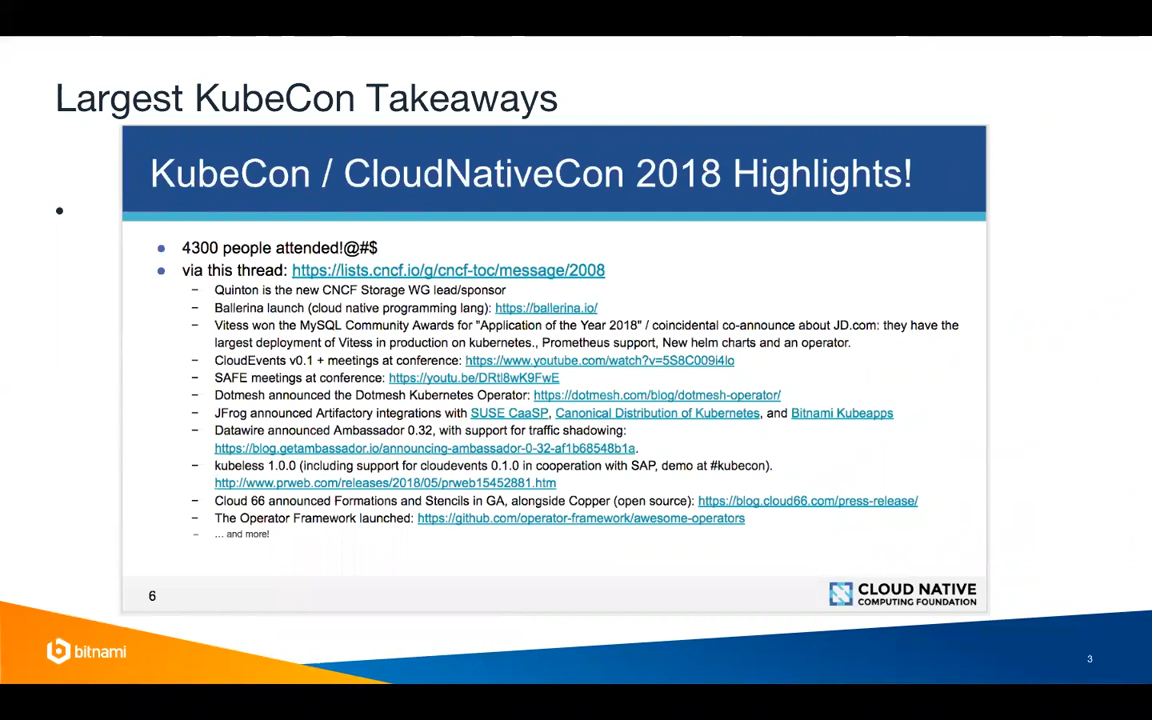 Largest KubeCon Takeaways
KubeCon / CloudNativeCon 2018 Highlights!
• 
• 4300 people attended!@#$
• via this thread: https://lists.cncf.io/g/cncf-toc/message/2008
− Quinton is the new CNCF Storage WG lead/sponsor
− Ballerina launch (cloud native programming lang): https://ballerina.io/
− Vitess won the MySQL Community Awards for "Application of the Year 2018" / coincidental co-announce about JD.com: they have the
largest deployment of Vitess in production on kubernetes., Prometheus support, New helm charts and an operator.
− CloudEvents v0.1 + meetings at conference: https://www.youtube.com/watch?v=5S8C009i4lo
− SAFE meetings at conference: https://youtu.be/DRtl8wK9FwE
− Dotmesh announced the Dotmesh Kubernetes Operator: https://dotmesh.com/blog/dotmesh-operator/
− JFrog announced Artifactory integrations with SUSE CaaSP, Canonical Distribution of Kubernetes, and Bitnami Kubeapps
− Datawire announced Ambassador 0.32, with support for traffic shadowing:
https://blog.getambassador.io/announcing-ambassador-0-32-af1b68548b1a.
− kubeless 1.0.0 (including support for cloudevents 0.1.0 in cooperation with SAP, demo at #kubecon).
http://www.prweb.com/releases/2018/05/prweb15452881.htm
− Cloud 66 announced Formations and Stencils in GA, alongside Copper (open source): https://blog.cloud66.com/press-release/
− The Operator Framework launched: https://github.com/operator-framework/awesome-operators
− ... and more!
6
CLOUD NATIVE
COMPUTING FOUNDATION
bitnami
3